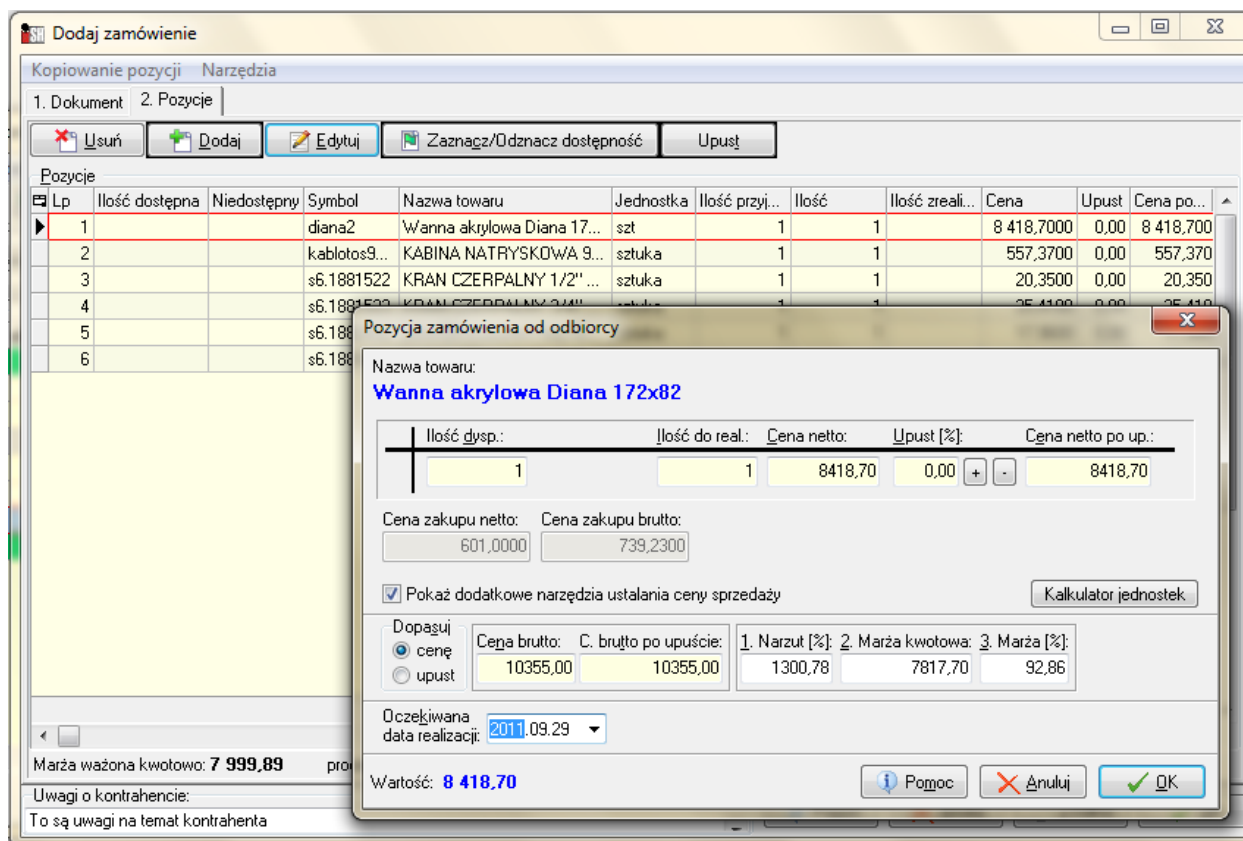 Dodaj zamówienie
Kopiowanie pozycji Narzędzia
1. Dokument 2. Pozycje
Usuń Dodaj Edytuj Zaznacz/Odznacz dostępność Upust
Pozycje
Lp Ilość dostępna Niedostępny Symbol Nazwa towaru Jednostka Ilość przyj... Ilość Ilość zreali... Cena Upust Cena po...
1 diana2 Wanna akrylowa Diana 17... szt 1 1 8 418,7000 0,00 8 418,700
2 kablotos9... KABINA NATRYSKOWA 9... sztuka 1 1 557,3700 0,00 557,370
3 s6.1881522 KRAN CZERPALNY 1/2" ... sztuka 1 1 20,3500 0,00 20,350
4
5
6
Pozycja zamówienia od odbiorcy
Nazwa towaru:
Wanna akrylowa Diana 172x82
Ilość dysp.: Ilość do real.: Cena netto: Upust [%]: Cena netto po up.:
1 1 8418,70 0,00 + - 8418,70
Cena zakupu netto: Cena zakupu brutto:
601,0000 739,2300
Pokaż dodatkowe narzędzia ustalania ceny sprzedaży Kalkulator jednostek
Dopasuj
cenę
upust
Cena brutto: C. brutto po upuście: 1. Narzut [%]: 2. Marża kwotowa: 3. Marża [%]:
10355,00 10355,00 1300,78 7817,70 92,86
Oczekiwana
data realizacji: 2011.09.29
Wartość: 8 418,70 Pomoc Anuluj OK
Marża ważona kwotowo: 7 999,89
Uwagi o kontrahencie:
To są uwagi na temat kontrahenta